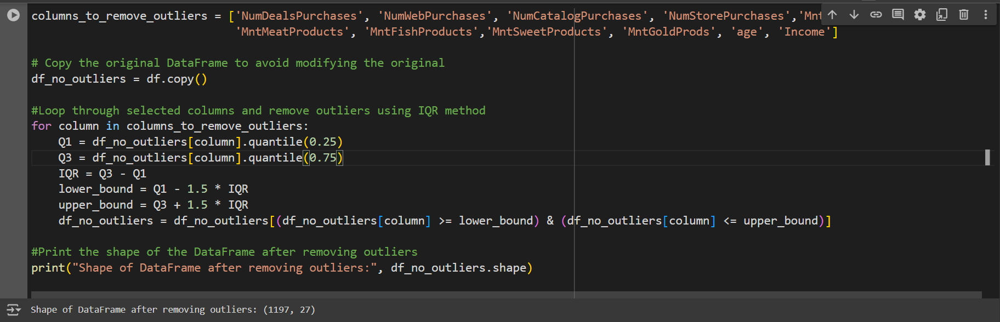 columns_to_remove_outliers = ['NumDealsPurchases', 'NumWebPurchases', 'NumCatalogPurchases', 'NumStorePurchases','Mnt
'MntMeatProducts', 'MntFishProducts','MntSweetProducts', 'MntGoldProds', 'age', 'Income']
# Copy the original DataFrame to avoid modifying the original
df_no_outliers = df.copy()
#Loop through selected columns and remove outliers using IQR method
for column in columns_to_remove_outliers:
Q1 = df_no_outliers[column].quantile(0.25)
Q3 = df_no_outliers[column].quantile(0.75)
IQR = Q3 - Q1
lower_bound = Q1 - 1.5 * IQR
upper_bound = Q3 + 1.5 * IQR
df_no_outliers = df_no_outliers[(df_no_outliers[column] >= lower_bound) & (df_no_outliers[column] <= upper_bound)]
#Print the shape of the DataFrame after removing outliers
print("Shape of DataFrame after removing outliers:", df_no_outliers.shape)
Shape of DataFrame after removing outliers: (1197, 27)